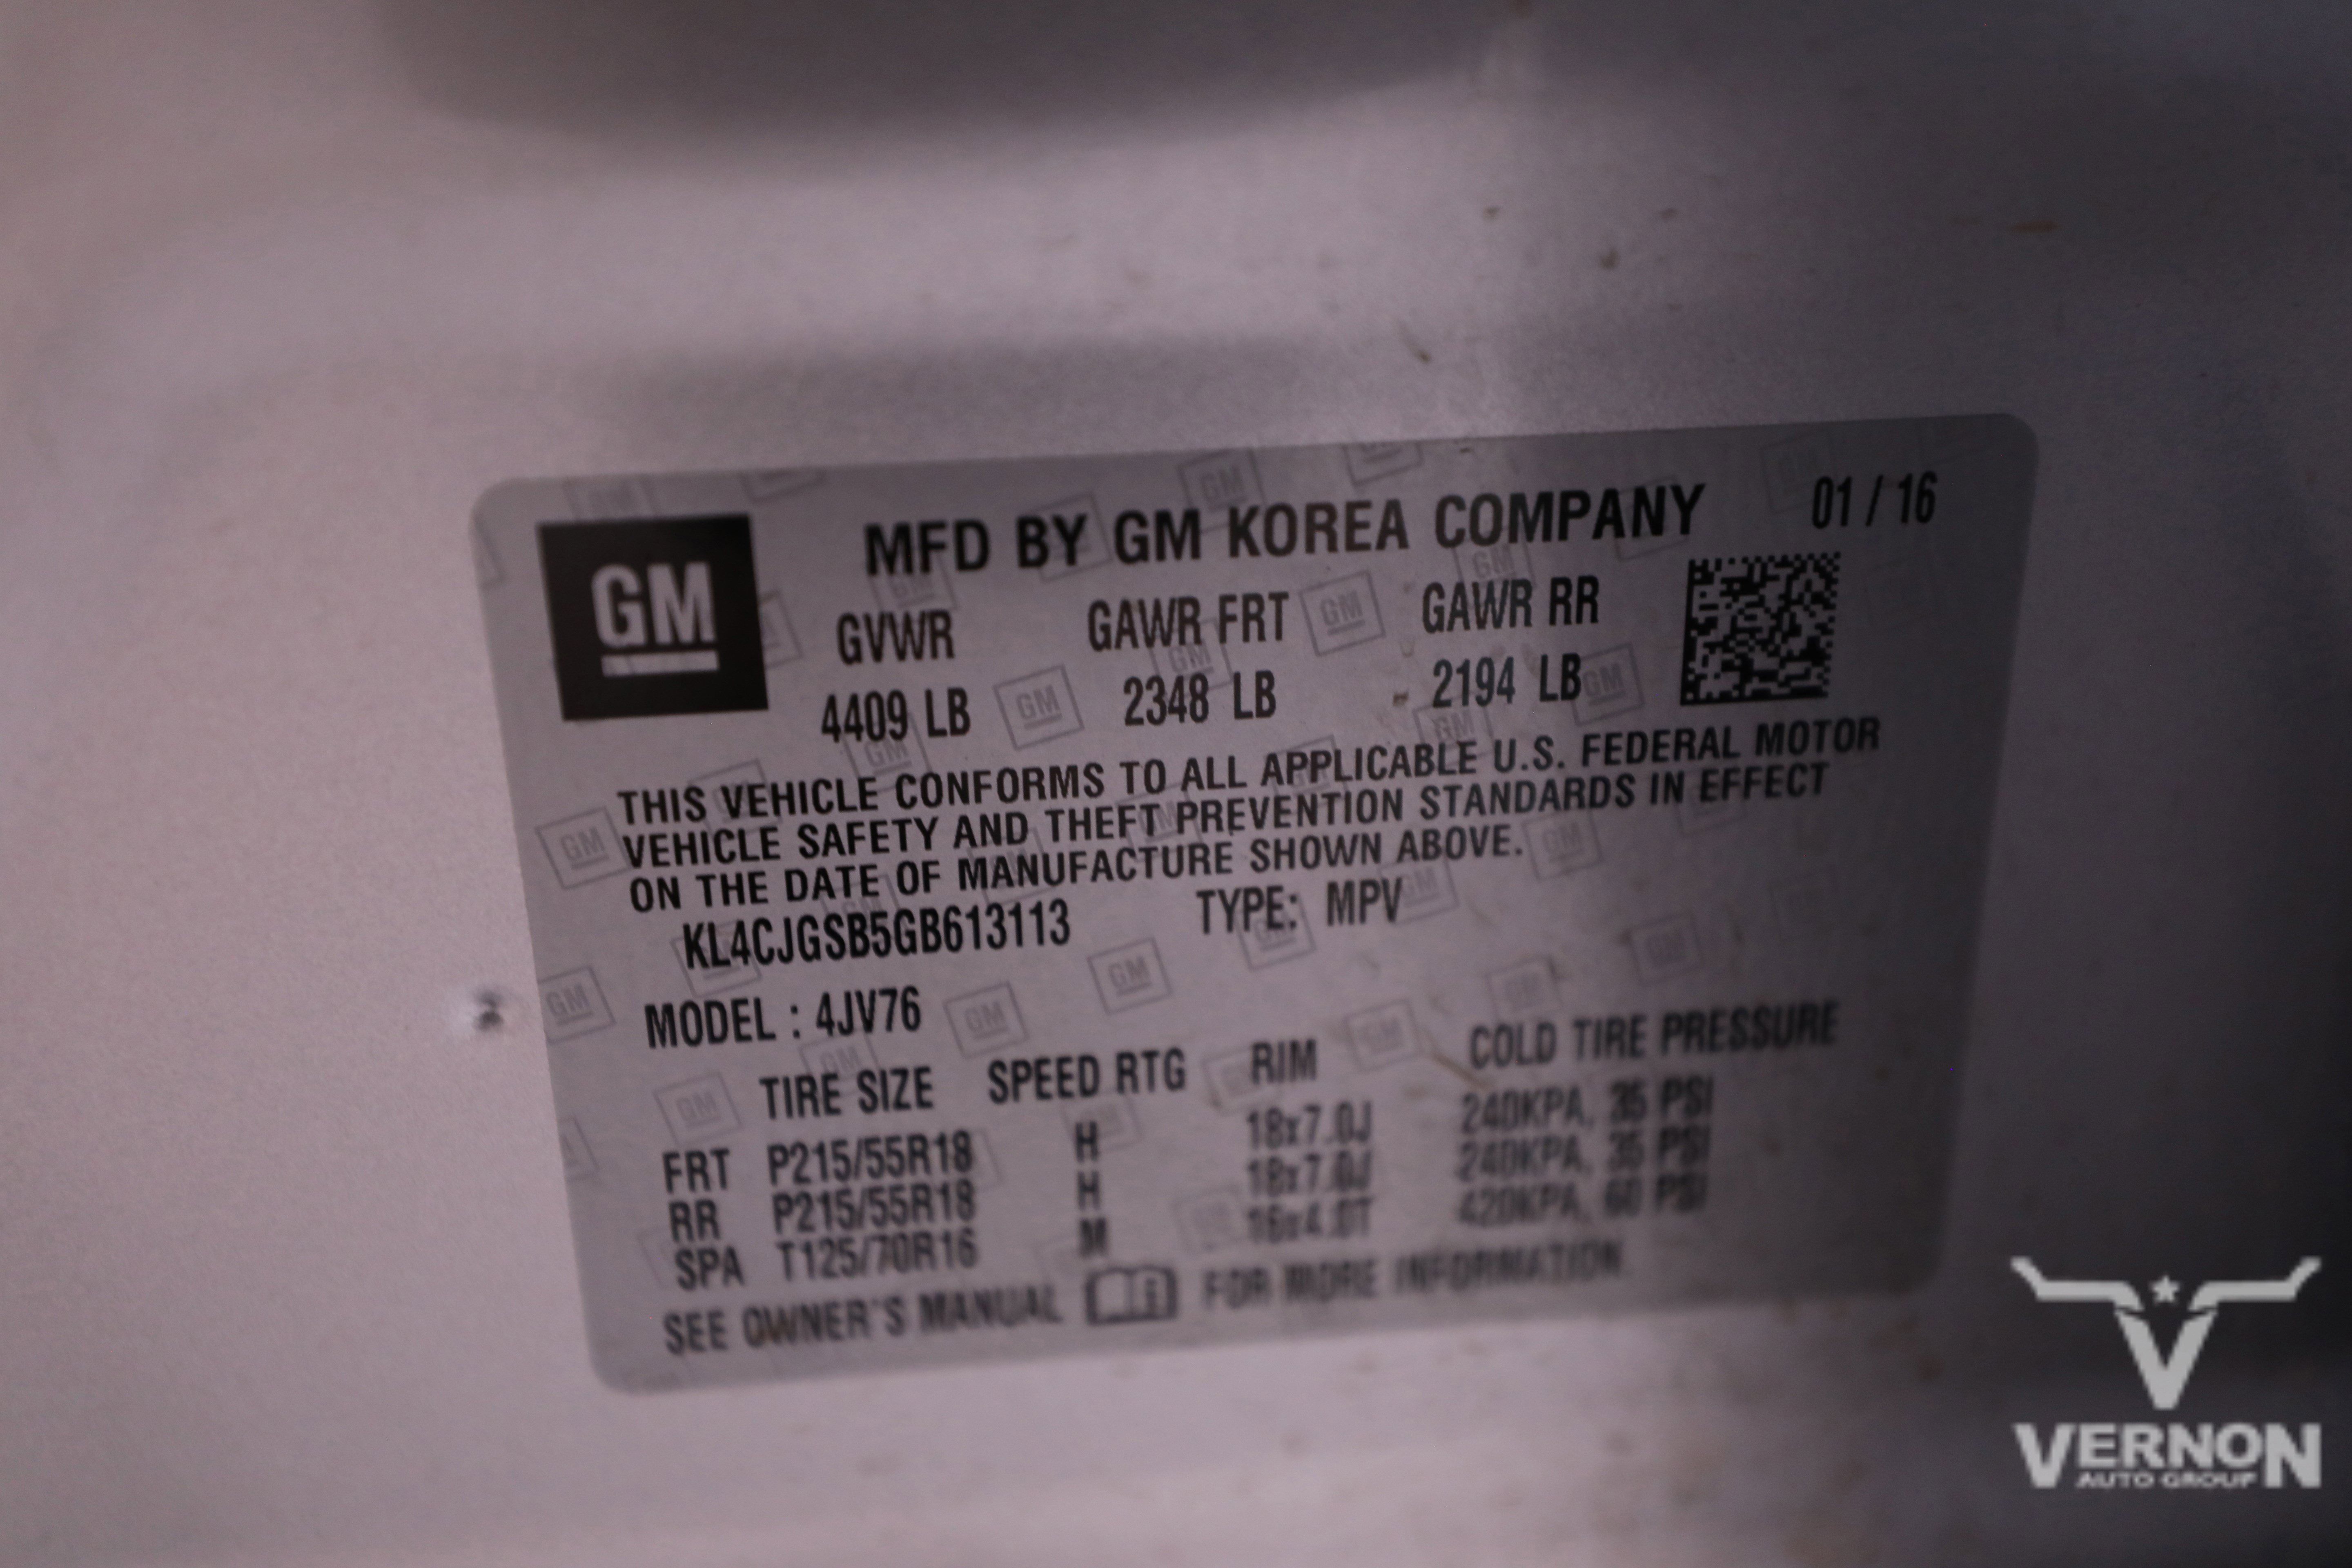 GM
MFD BY GM KOREA COMPANY 01 / 16
GVWR GAWR FRT GAWR RR
4409 LB 2348 LB 2194 LB
THIS VEHICLE CONFORMS TO ALL APPLICABLE U.S. FEDERAL MOTOR
VEHICLE SAFETY AND THEFT PREVENTION STANDARDS IN EFFECT
ON THE DATE OF MANUFACTURE SHOWN ABOVE.
KL4CJGSB5GB613113 TYPE: MPV
MODEL : 4JV76
TIRE SIZE SPEED RTG RIM COLD TIRE PRESSURE
FRT P215/55R18 H 18x7.0J 240KPA, 35 PSI
RR P215/55R18 H 18x7.0J 240KPA, 35 PSI
SPA T125/70R16 M 16x4.0T 420KPA, 60 PSI
SEE OWNER'S MANUAL FOR MORE INFORMATION.
VERNON
AUTO GROUP